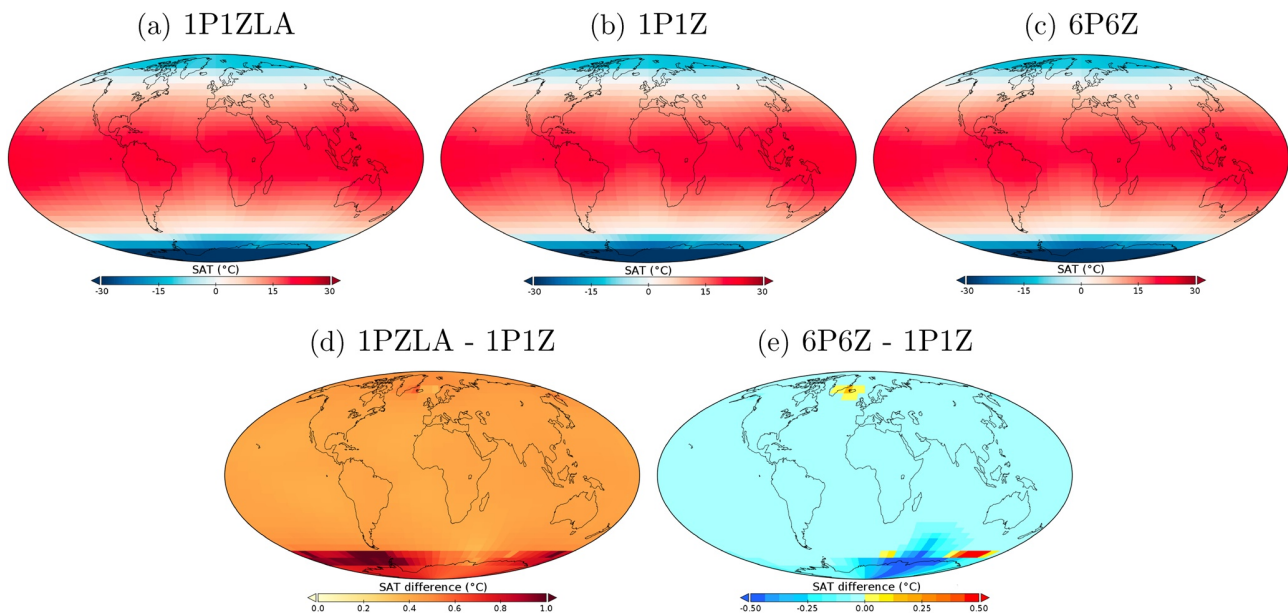 (a) 1P1ZLA
(b) 1P1Z
(c) 6P6Z
SAT (°C)
-30 -15 0 15 30
SAT (°C)
-30 -15 0 15 30
SAT (°C)
-30 -15 0 15 30
(d) 1PZLA - 1P1Z
(e) 6P6Z - 1P1Z
SAT difference (°C)
0.0 0.2 0.4 0.6 0.8 1.0
SAT difference (°C)
-0.50 -0.25 0.00 0.25 0.50